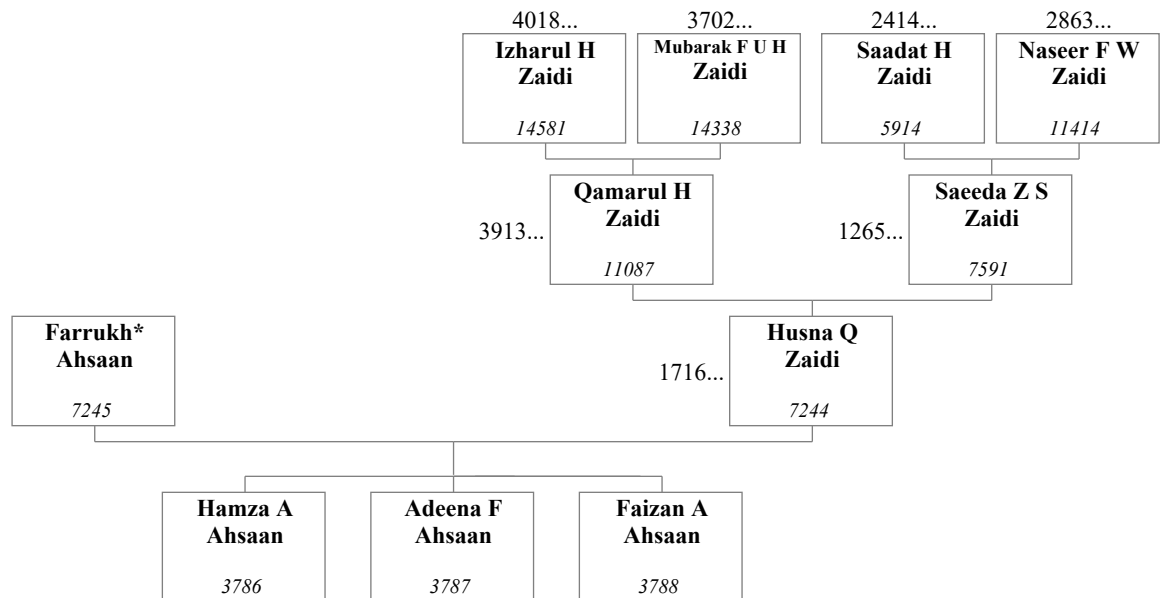 4018... 3702... 2414... 2863...
Izharul H Zaidi
14581
Mubarak F U H Zaidi
14338
Saadat H Zaidi
5914
Naseer F W Zaidi
11414
3913...
Qamarul H
Zaidi
11087
1265...
Saeeda Z S
Zaidi
7591
Farrukh*
Ahsaan
7245
1716...
Husna Q
Zaidi
7244
Hamza A
Ahsaan
3786
Adeena F
Ahsaan
3787
Faizan A
Ahsaan
3788